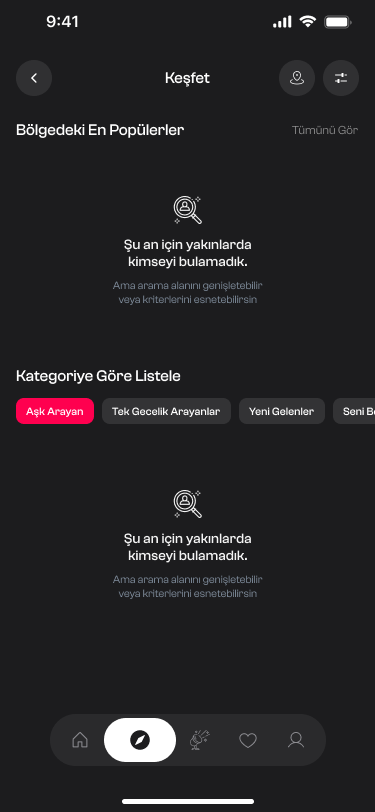 9:41
Keşfet
Bölgedeki En Popülerler
Tümünü Gör
Şu an için yakınlarda
kimseyi bulamadık.
Ama arama alanını genişletebilir
veya kriterlerini esnetebilirsin
Kategoriye Göre Listele
Aşk Arayan
Tek Gecelik Arayanlar
Yeni Gelenler
Seni
Şu an için yakınlarda
kimseyi bulamadık.
Ama arama alanını genişletebilir
veya kriterlerini esnetebilirsin